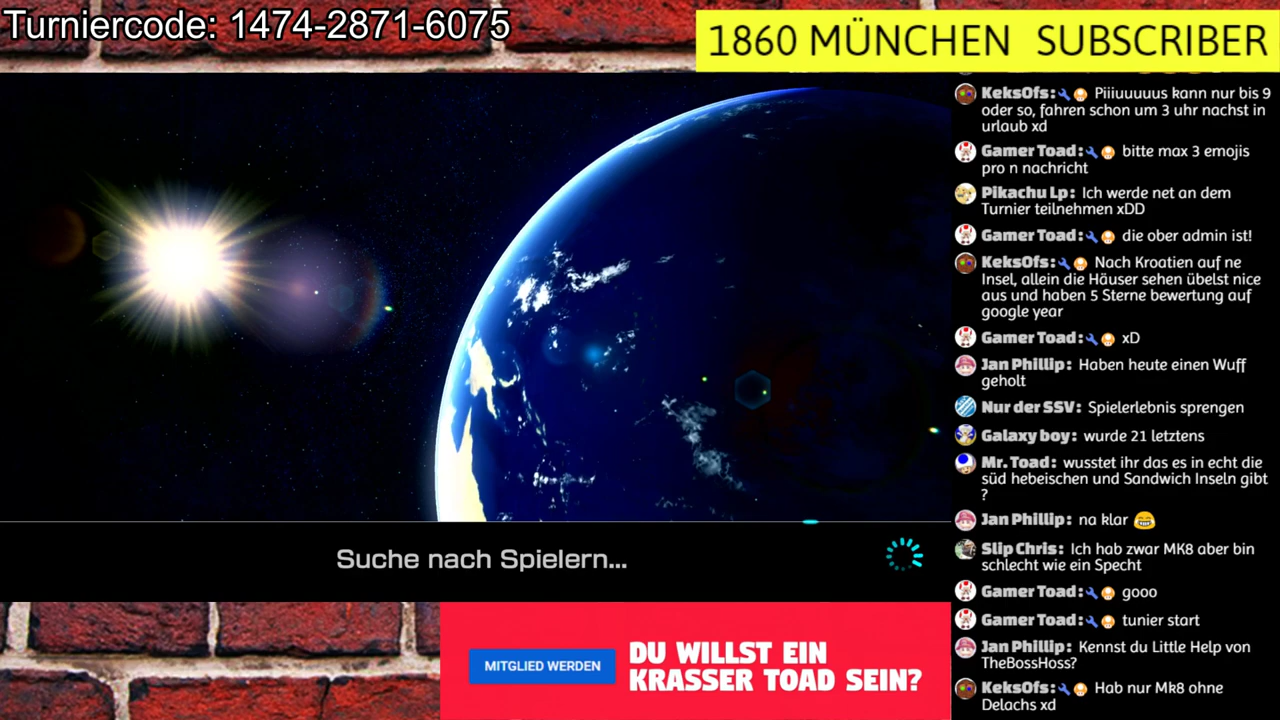 Turniercode: 1474-2871-6075
1860 MÜNCHEN SUBSCRIBER
KeksOfs: Piiiuuuuus kann nur bis 9
oder so, fahren schon um 3 uhr nachst in
urlaub xd
Gamer Toad: bitte max 3 emojis
pro n nachricht
Pikachu Lp: Ich werde net an dem
Turnier teilnehmen xDD
Gamer Toad: die ober admin ist!
KeksOfs: Nach Kroatien auf ne
Insel, allein die Häuser sehen übelst nice
aus und haben 5 Sterne bewertung auf
google year
Gamer Toad: xD
Jan Phillip: Haben heute einen Wuff
geholt
Nur der SSV: Spielerlebnis sprengen
Galaxy boy: wurde 21 letztens
Mr. Toad: wusstet ihr das es in echt die
süd hebeischen und Sandwich Inseln gibt
?
Jan Phillip: na klar 😂
Slip Chris: Ich hab zwar MK8 aber bin
schlecht wie ein Specht
Gamer Toad: gooo
Gamer Toad: tunier start
Jan Phillip: Kennst du Little Help von
TheBossHoss?
KeksOfs: Hab nur Mk8 ohne
Delachs xd
Suche nach Spielern...
MITGLIED WERDEN
DU WILLST EIN
KRASSER TOAD SEIN?